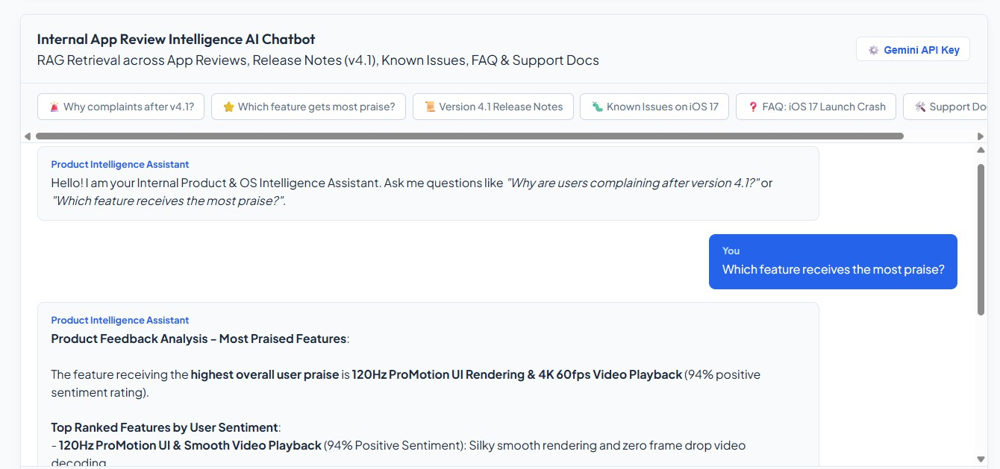 Internal App Review Intelligence AI Chatbot
RAG Retrieval across App Reviews, Release Notes (v4.1), Known Issues, FAQ & Support Docs
Gemini API Key
Why complaints after v4.1?
Which feature gets most praise?
Version 4.1 Release Notes
Known Issues on iOS 17
FAQ: iOS 17 Launch Crash
Support Do
Product Intelligence Assistant
Hello! I am your Internal Product & OS Intelligence Assistant. Ask me questions like "Why are users complaining after version 4.1?" or
"Which feature receives the most praise?".
You
Which feature receives the most praise?
Product Intelligence Assistant
Product Feedback Analysis - Most Praised Features:
The feature receiving the highest overall user praise is 120Hz ProMotion UI Rendering & 4K 60fps Video Playback (94% positive
sentiment rating).
Top Ranked Features by User Sentiment:
- 120Hz ProMotion UI & Smooth Video Playback (94% Positive Sentiment): Silky smooth rendering and zero frame drop video
decoding.